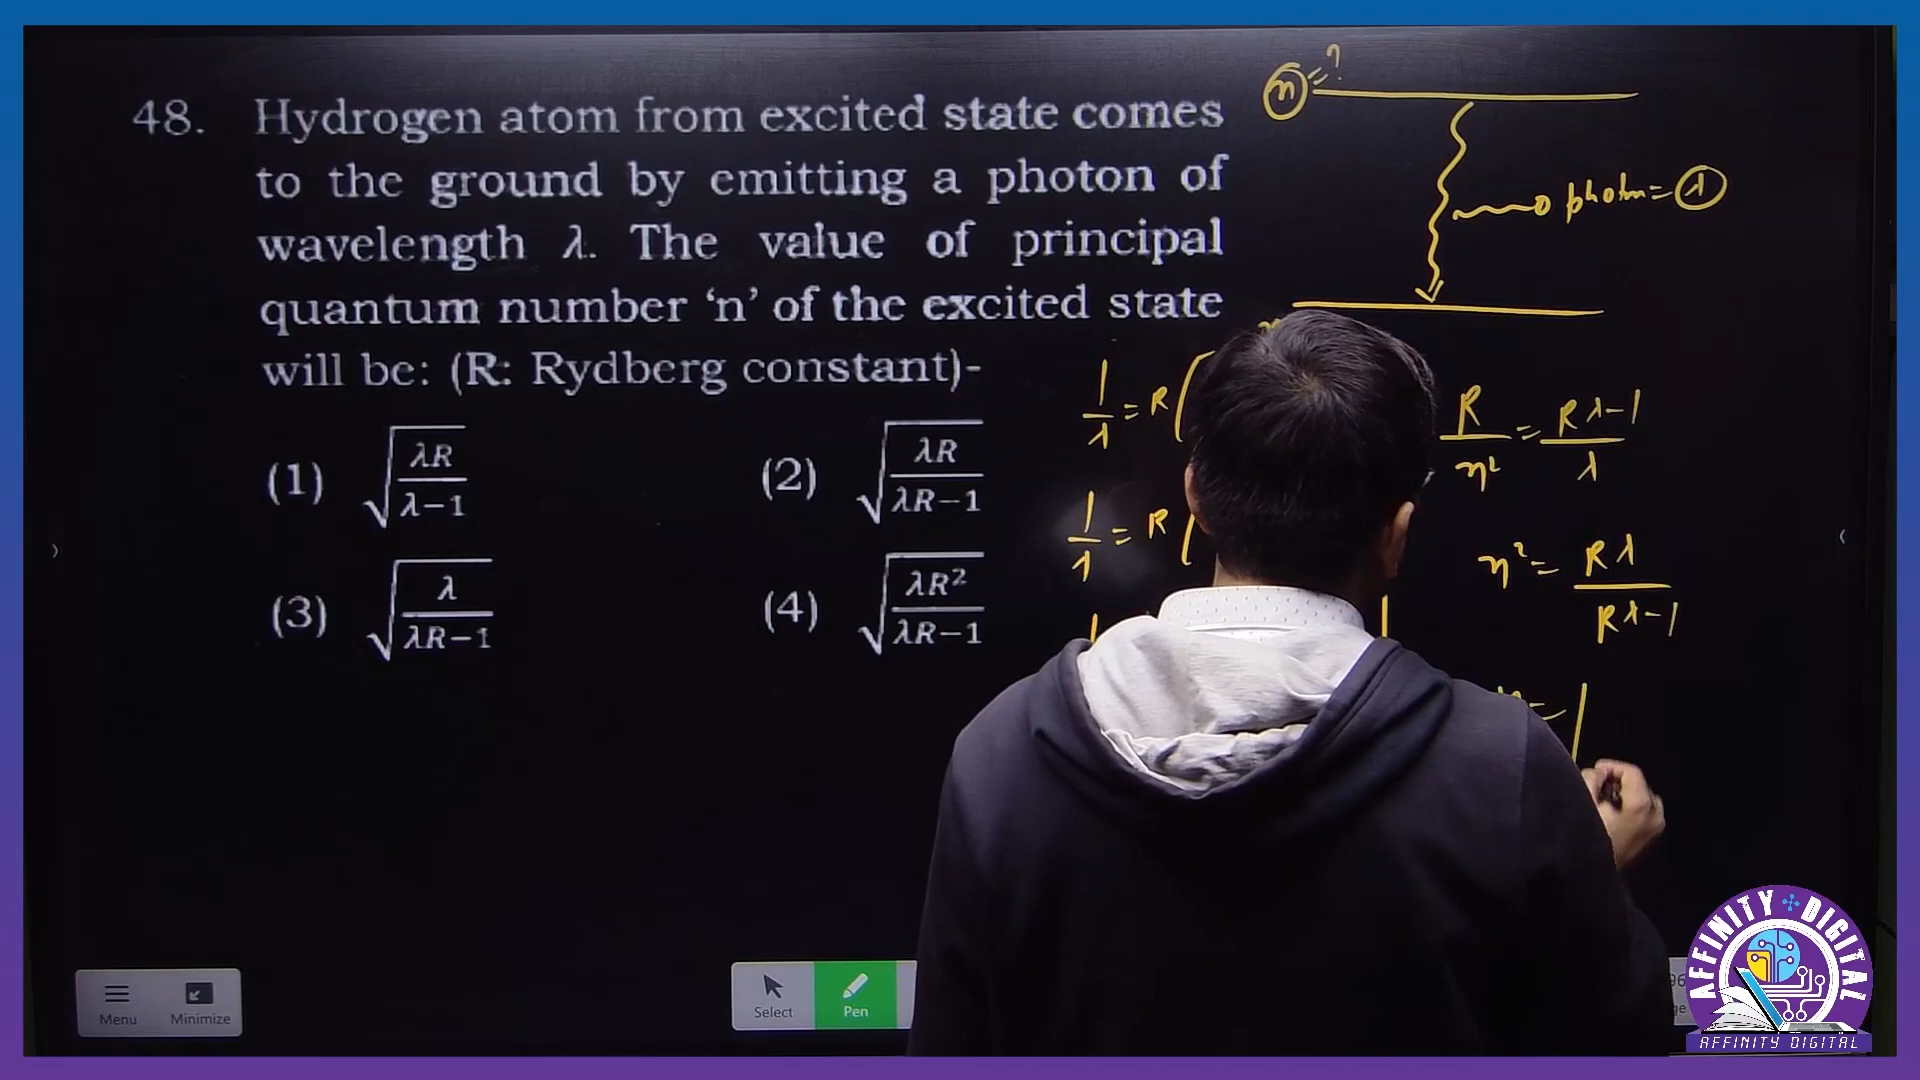 48. Hydrogen atom from excited state comes
to the ground by emitting a photon of
wavelength λ. The value of principal
quantum number ‘n’ of the excited state
will be: (R: Rydberg constant)-
(1) √(λR/(λ−1))
(2) √(λR/(λR−1))
(3) √(λ/(λR−1))
(4) √(λR²/(λR−1))
n=?
photon=λ
1/λ = R(
R/n² = (Rλ-1)/λ
1/λ = R(
n² = Rλ/(Rλ-1)
Menu
Minimize
Select
Pen
AFFINITY DIGITAL
AFFINITY DIGITAL